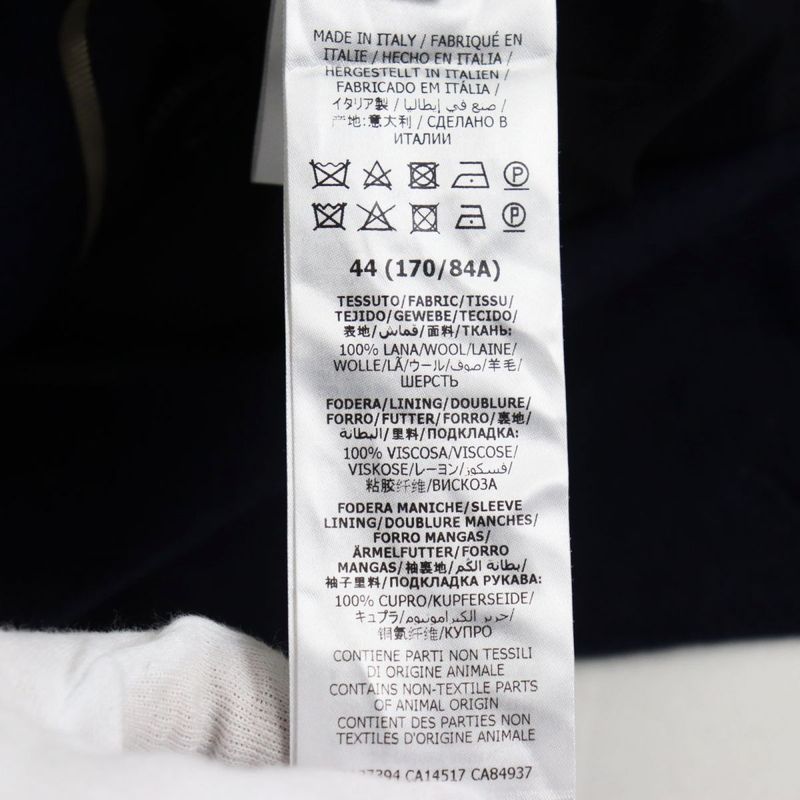 MADE IN ITALY / FABRIQUÉ EN
ITALIE / HECHO EN ITALIA /
HERGESTELLT IN ITALIEN /
FABRICADO EM ITÁLIA /
イタリア製 / صنع في إيطاليا /
产地:意大利 / СДЕЛАНО В
ИТАЛИИ
44 (170/84A)
TESSUTO/FABRIC/TISSU/
TEJIDO/GEWEBE/TECIDO/
表地/قماش/面料/ТКАНЬ:
100% LANA/WOOL/LAINE/
WOLLE/LÃ/ウール/صوف/羊毛/
ШЕРСТЬ
FODERA/LINING/DOUBLURE/
FORRO/FUTTER/FORRO/裏地/
البطانة/里料/ПОДКЛАДКА:
100% VISCOSA/VISCOSE/
VISKOSE/レーヨン/فسكوز/
粘胶纤维/ВИСКОЗА
FODERA MANICHE/SLEEVE
LINING/DOUBLURE MANCHES/
FORRO MANGAS/
ÄRMELFUTTER/FORRO
MANGAS/袖裏地/بطانة الكم/
袖子里料/ПОДКЛАДКА РУКАВА:
100% CUPRO/KUPFERSEIDE/
キュプラ/حرير الكبرامونيوم/
铜氨纤维/КУПРО
CONTIENE PARTI NON TESSILI
DI ORIGINE ANIMALE
CONTAINS NON-TEXTILE PARTS
OF ANIMAL ORIGIN
CONTIENT DES PARTIES NON
TEXTILES D'ORIGINE ANIMALE
CA14517 CA84937